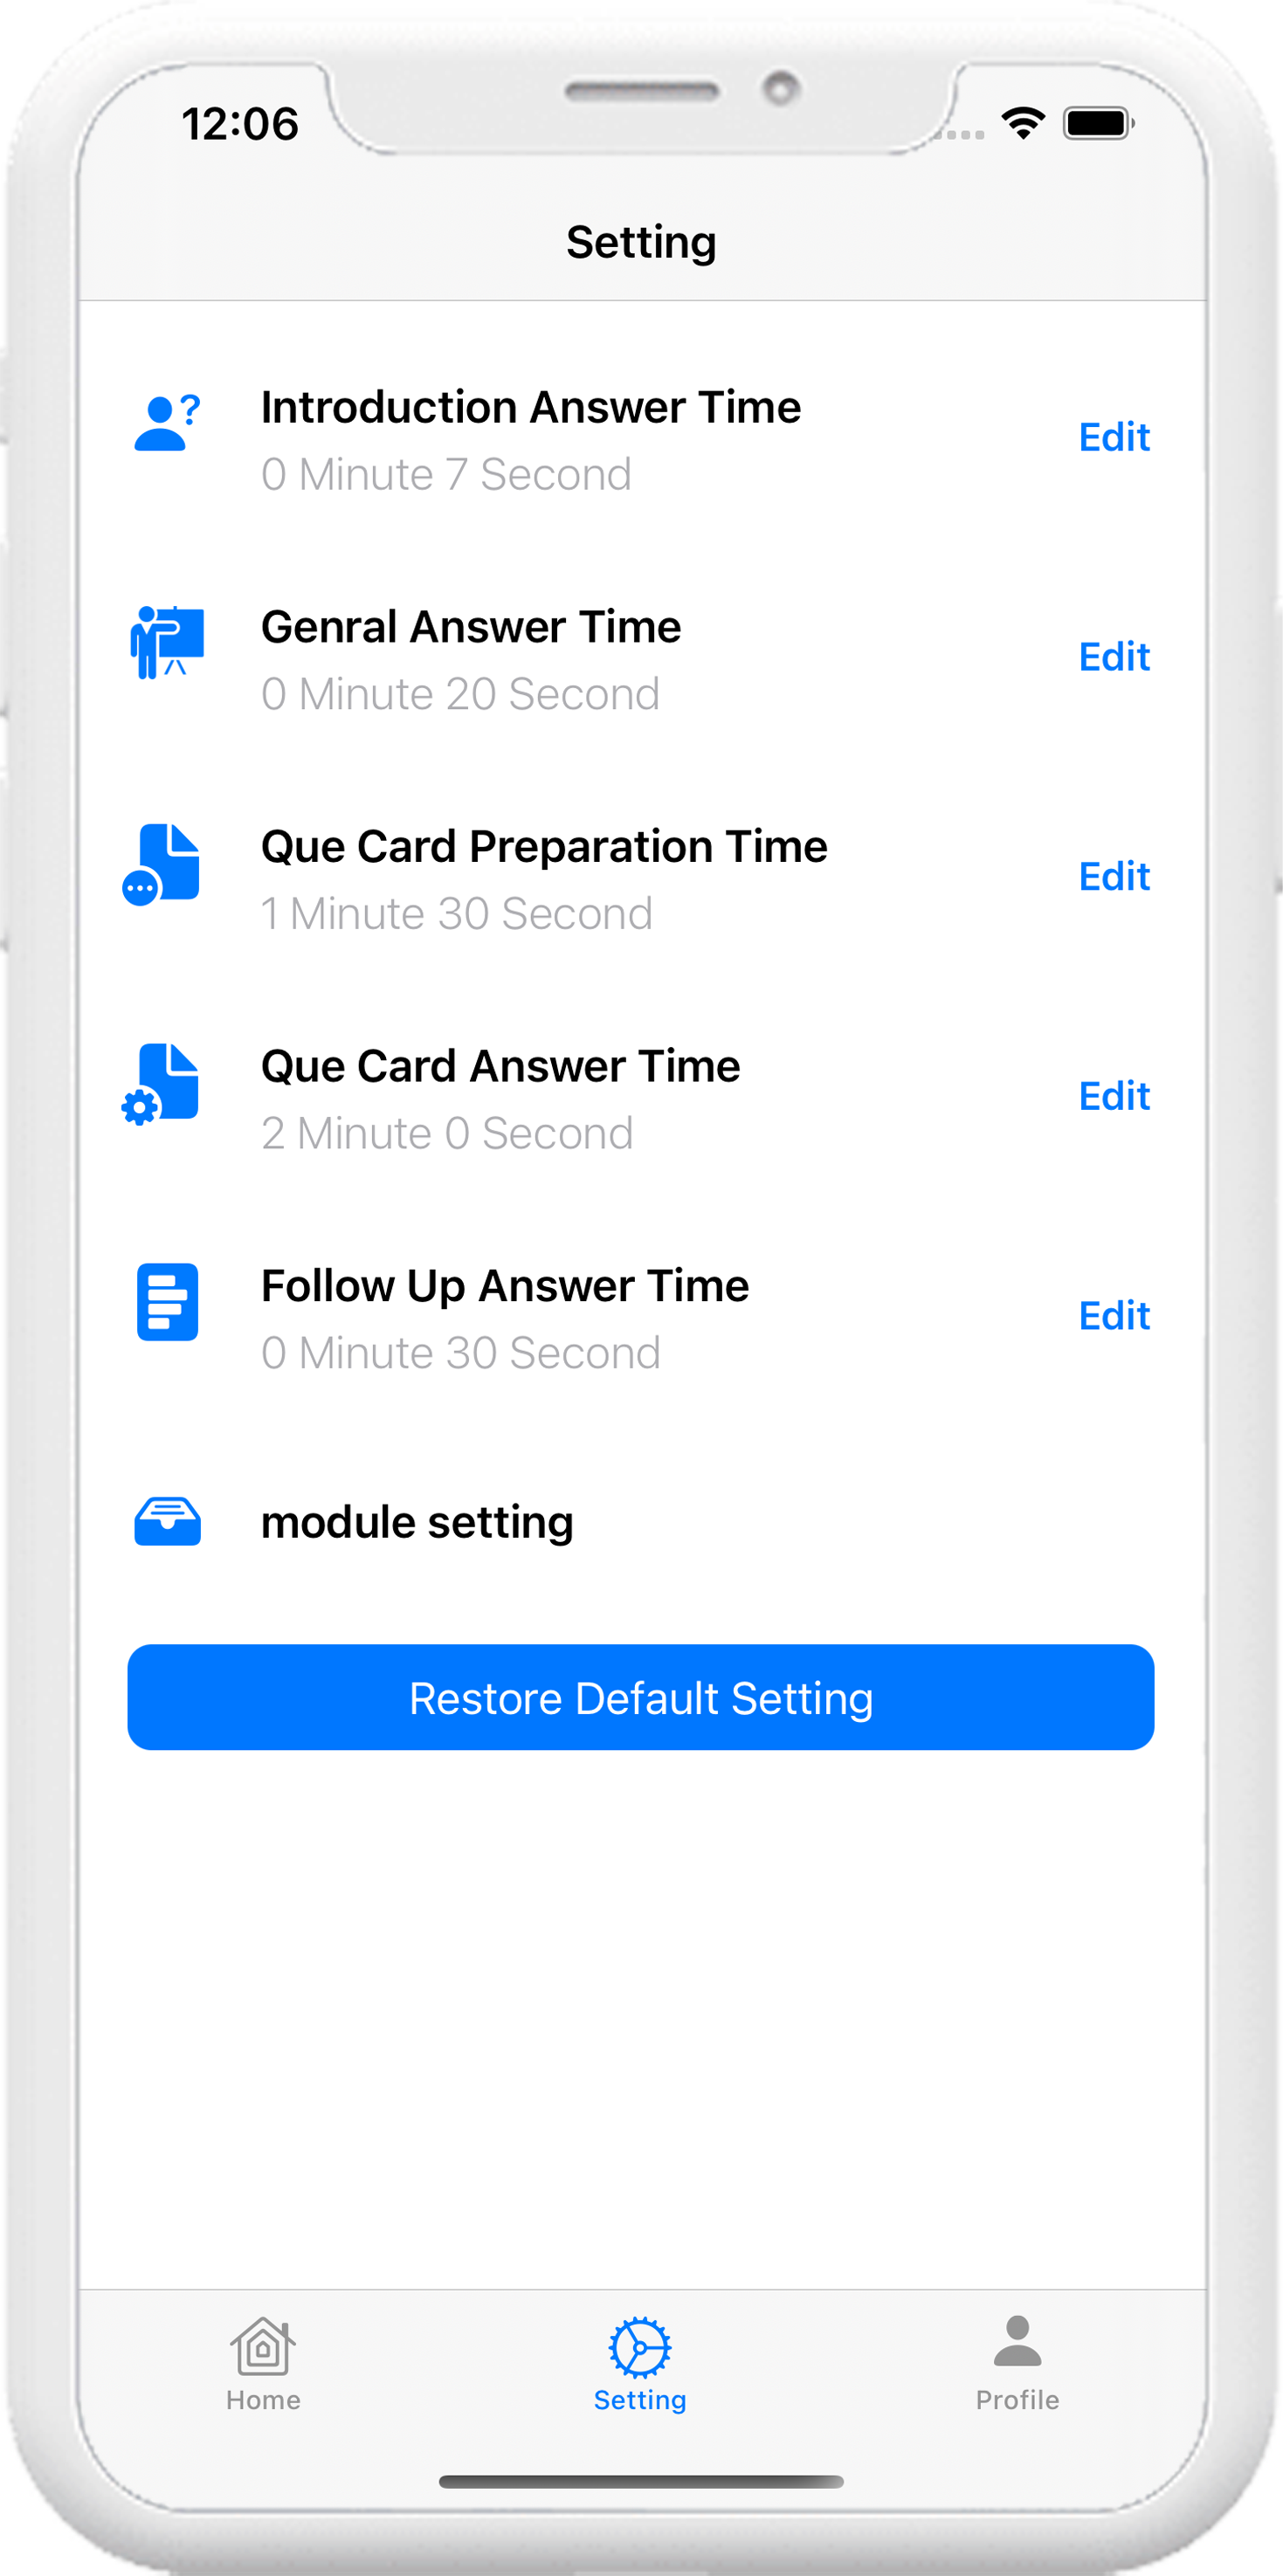 12:06
Setting
Introduction Answer Time
0 Minute 7 Second
Edit
Genral Answer Time
0 Minute 20 Second
Edit
Que Card Preparation Time
1 Minute 30 Second
Edit
Que Card Answer Time
2 Minute 0 Second
Edit
Follow Up Answer Time
0 Minute 30 Second
Edit
module setting
Restore Default Setting
Home
Setting
Profile